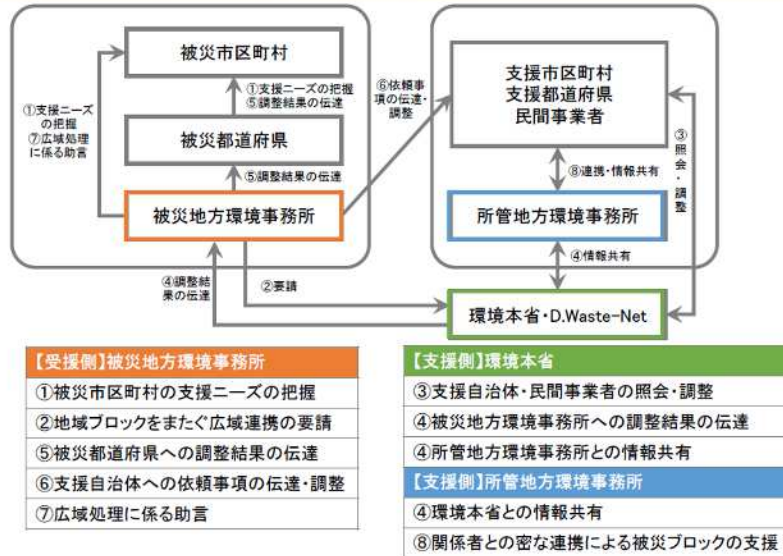 被災市区町村
①支援ニーズの把握
⑤調整結果の伝達
①支援ニーズ
の把握
⑦広域処理
に係る助言
被災都道府県
⑤調整結果の伝達
被災地方環境事務所
⑥依頼事
項の伝達・
調整
支援市区町村
支援都道府県
民間事業者
③照会・調整
⑧連携・情報共有
所管地方環境事務所
④情報共有
④調整結
果の伝達
②要請
環境本省・D.Waste-Net
【受援側】被災地方環境事務所
①被災市区町村の支援ニーズの把握
②地域ブロックをまたぐ広域連携の要請
⑤被災都道府県への調整結果の伝達
⑥支援自治体への依頼事項の伝達・調整
⑦広域処理に係る助言
【支援側】環境本省
③支援自治体・民間事業者の照会・調整
④被災地方環境事務所への調整結果の伝達
④所管地方環境事務所との情報共有
【支援側】所管地方環境事務所
④環境本省との情報共有
⑧関係者との密な連携による被災ブロックの支援